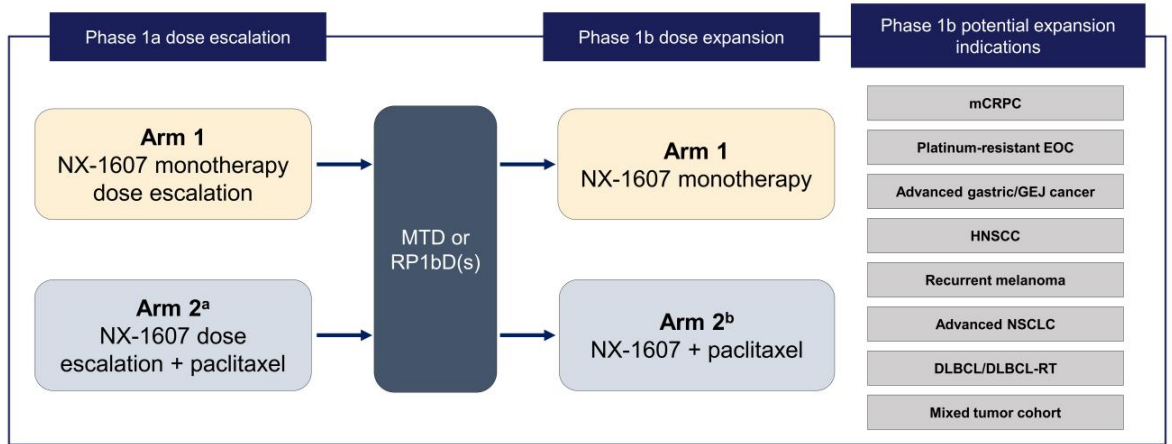 Phase 1a dose escalation
Phase 1b dose expansion
Phase 1b potential expansion
indications
Arm 1
NX-1607 monotherapy
dose escalation
MTD or
RP1bD(s)
Arm 1
NX-1607 monotherapy
Arm 2ᵃ
NX-1607 dose
escalation + paclitaxel
Arm 2ᵇ
NX-1607 + paclitaxel
mCRPC
Platinum-resistant EOC
Advanced gastric/GEJ cancer
HNSCC
Recurrent melanoma
Advanced NSCLC
DLBCL/DLBCL-RT
Mixed tumor cohort